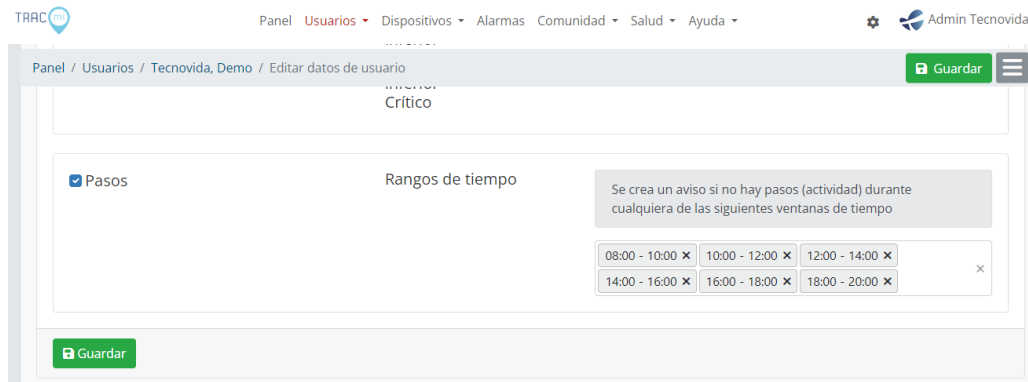 TRAC mi
Panel Usuarios Dispositivos Alarmas Comunidad Salud Ayuda
Admin Tecnovida
Panel / Usuarios / Tecnovida, Demo / Editar datos de usuario
Guardar
Crítico
Pasos
Rangos de tiempo
Se crea un aviso si no hay pasos (actividad) durante
cualquiera de las siguientes ventanas de tiempo
08:00 - 10:00 × 10:00 - 12:00 × 12:00 - 14:00 ×
14:00 - 16:00 × 16:00 - 18:00 × 18:00 - 20:00 ×
×
Guardar